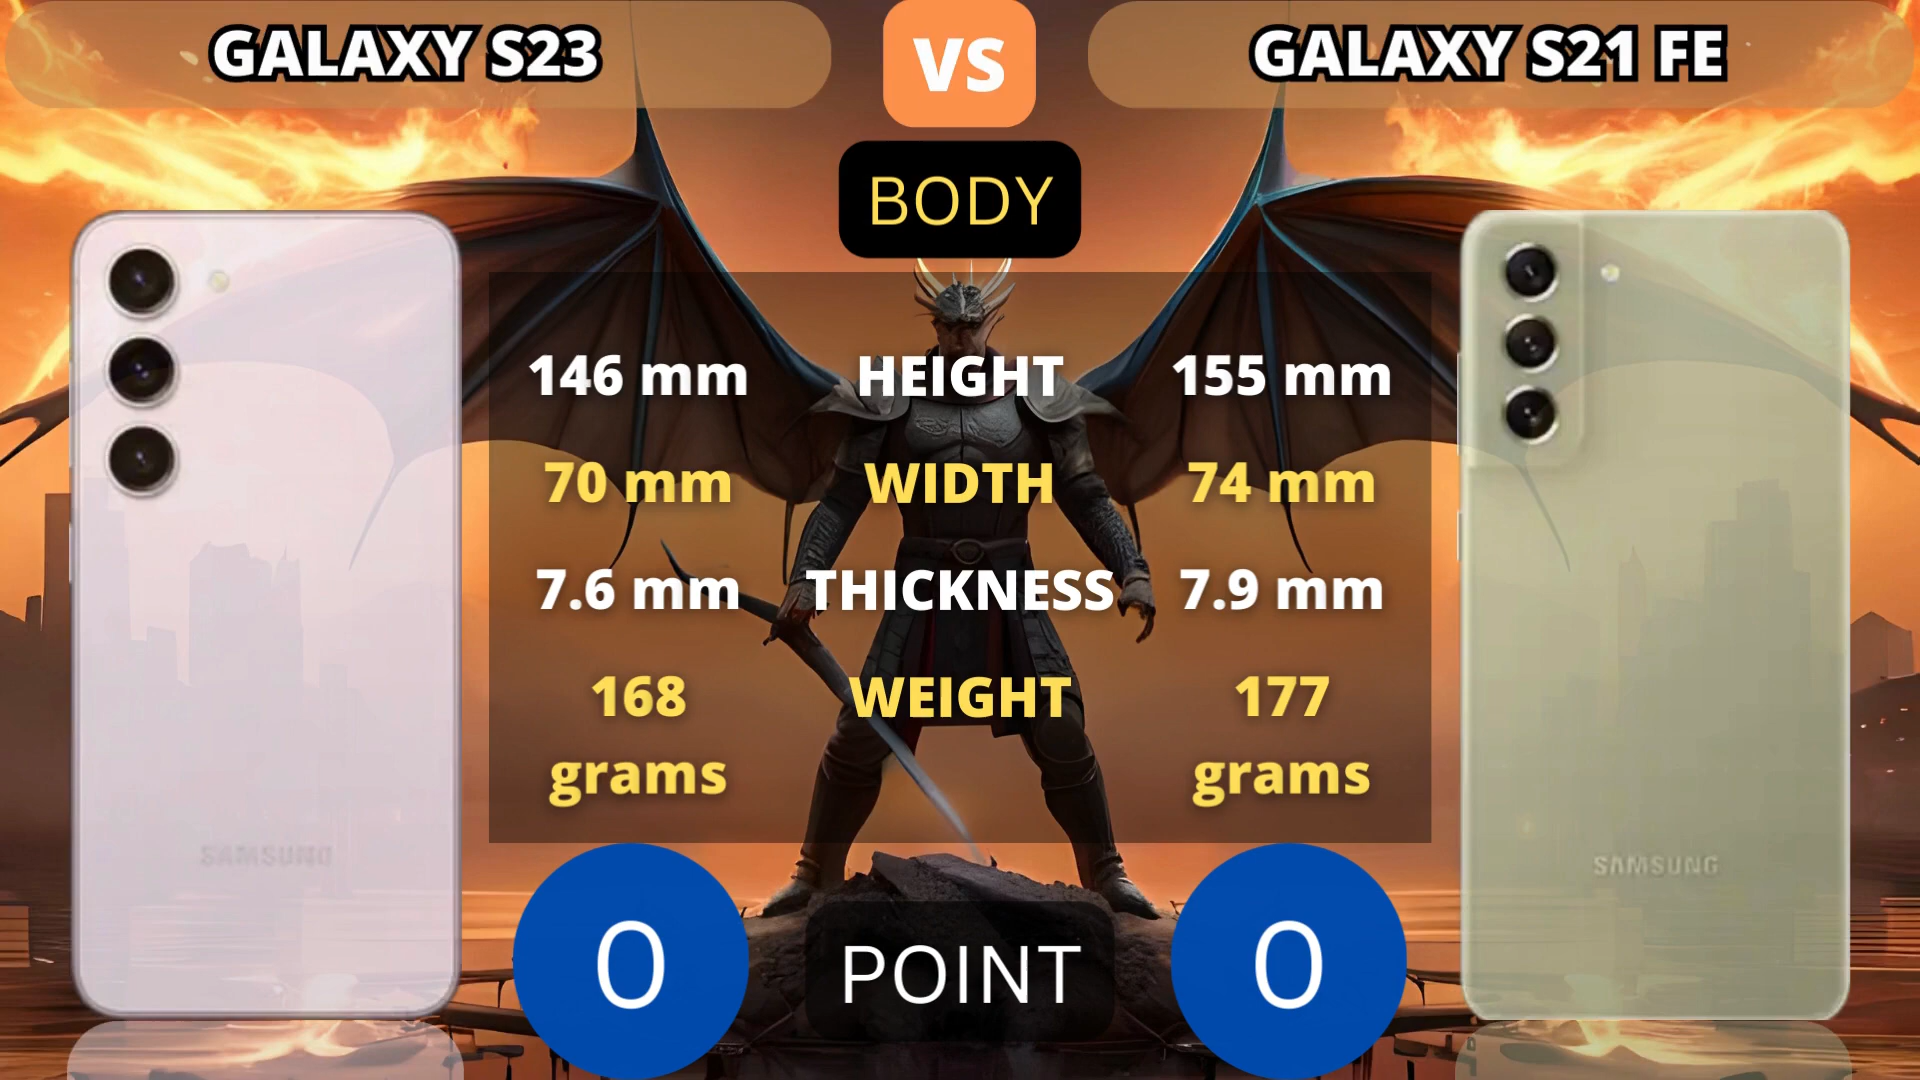 GALAXY S23
VS
GALAXY S21 FE
BODY
146 mm HEIGHT 155 mm
70 mm WIDTH 74 mm
7.6 mm THICKNESS 7.9 mm
168 WEIGHT 177
grams grams
SAMSUNG
SAMSUNG
0 POINT 0